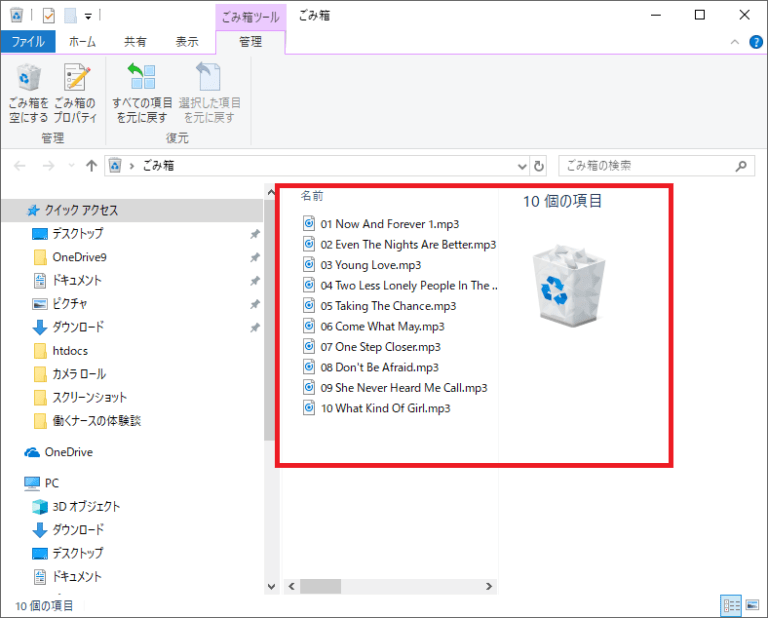 ごみ箱ツール
ごみ箱
ファイル
ホーム
共有
表示
管理
ごみ箱を
空にする
ごみ箱の
プロパティ
すべての項目
を元に戻す
選択した項目
を元に戻す
管理
復元
ごみ箱
ごみ箱の検索
クイック アクセス
デスクトップ
OneDrive9
ドキュメント
ピクチャ
ダウンロード
htdocs
カメラ ロール
スクリーンショット
働くナースの体験談
OneDrive
PC
3D オブジェクト
ダウンロード
デスクトップ
ドキュメント
名前
01 Now And Forever 1.mp3
02 Even The Nights Are Better.mp3
03 Young Love.mp3
04 Two Less Lonely People In The ..
05 Taking The Chance.mp3
06 Come What May.mp3
07 One Step Closer.mp3
08 Don't Be Afraid.mp3
09 She Never Heard Me Call.mp3
10 What Kind Of Girl.mp3
10 個の項目
10 個の項目